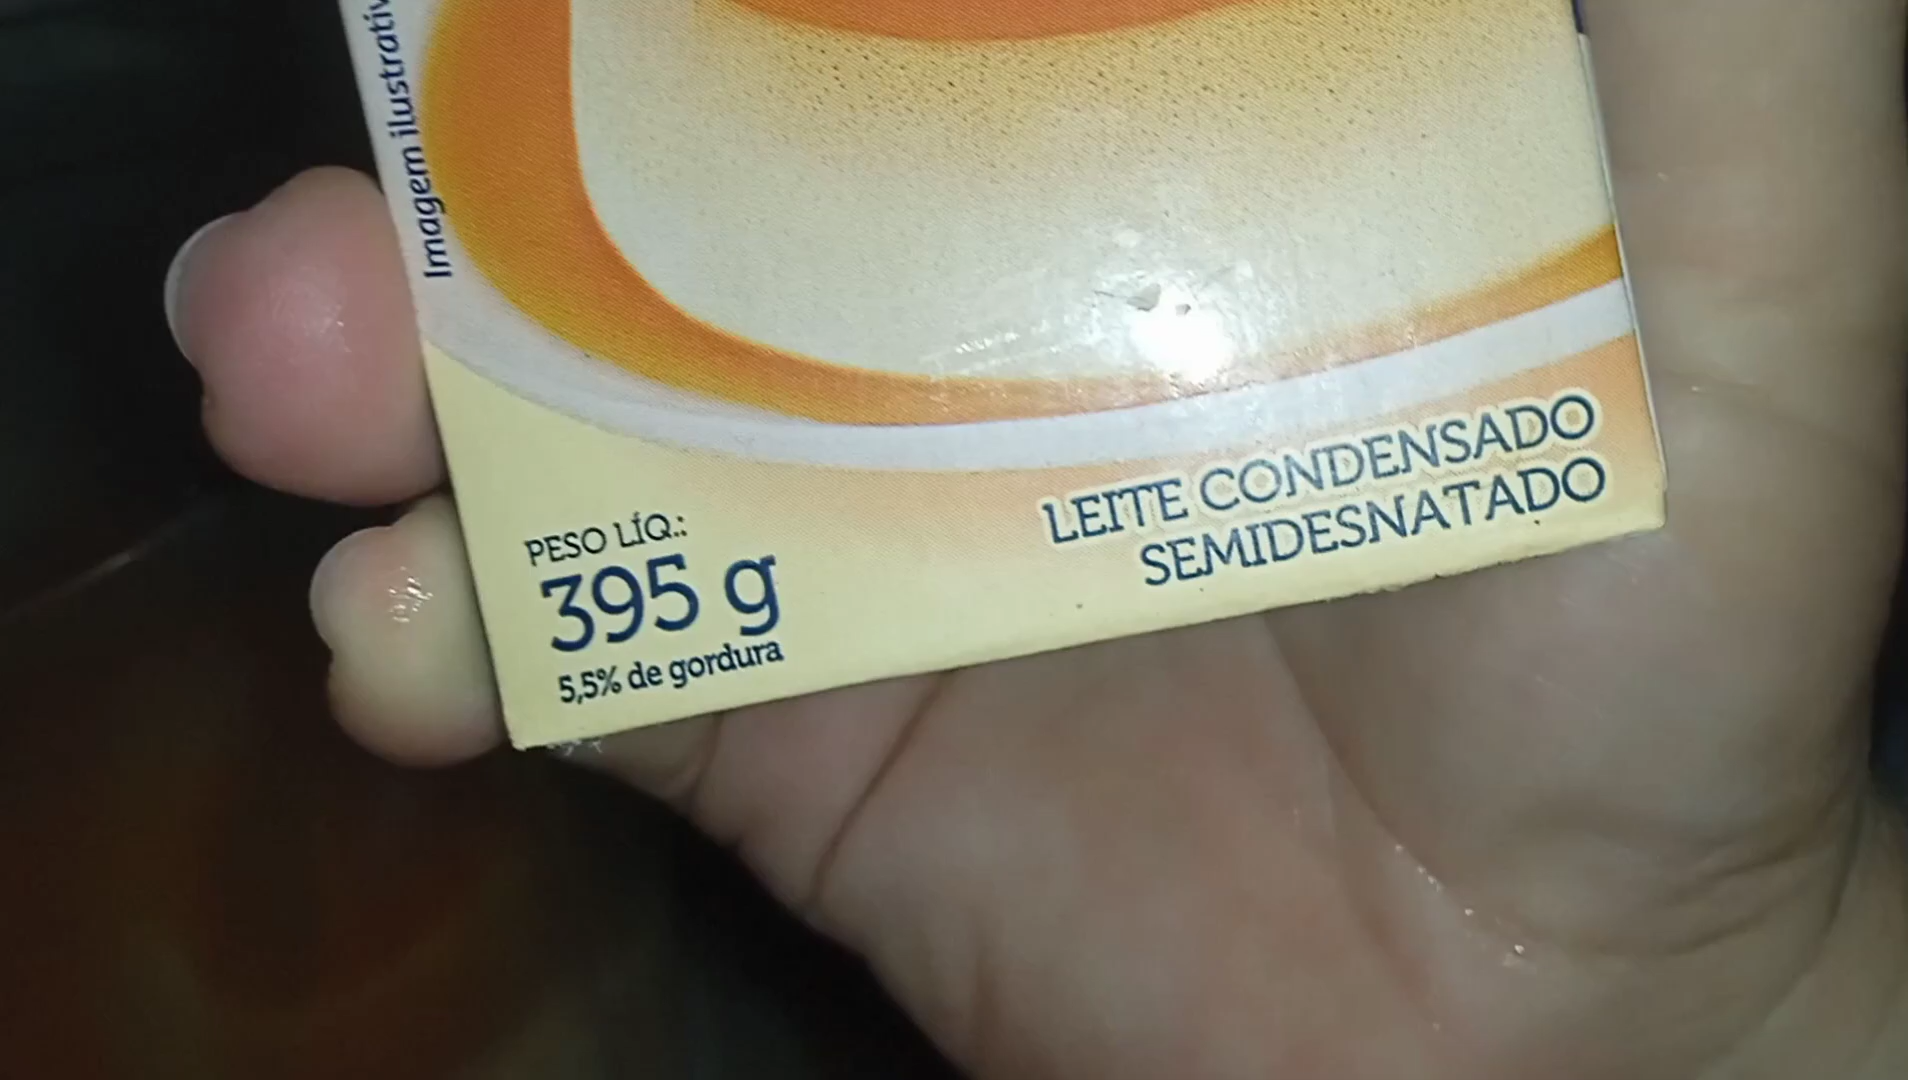 Imagem ilustrativ
PESO LÍQ.:
395 g
5,5% de gordura
LEITE CONDENSADO
SEMIDESNATADO